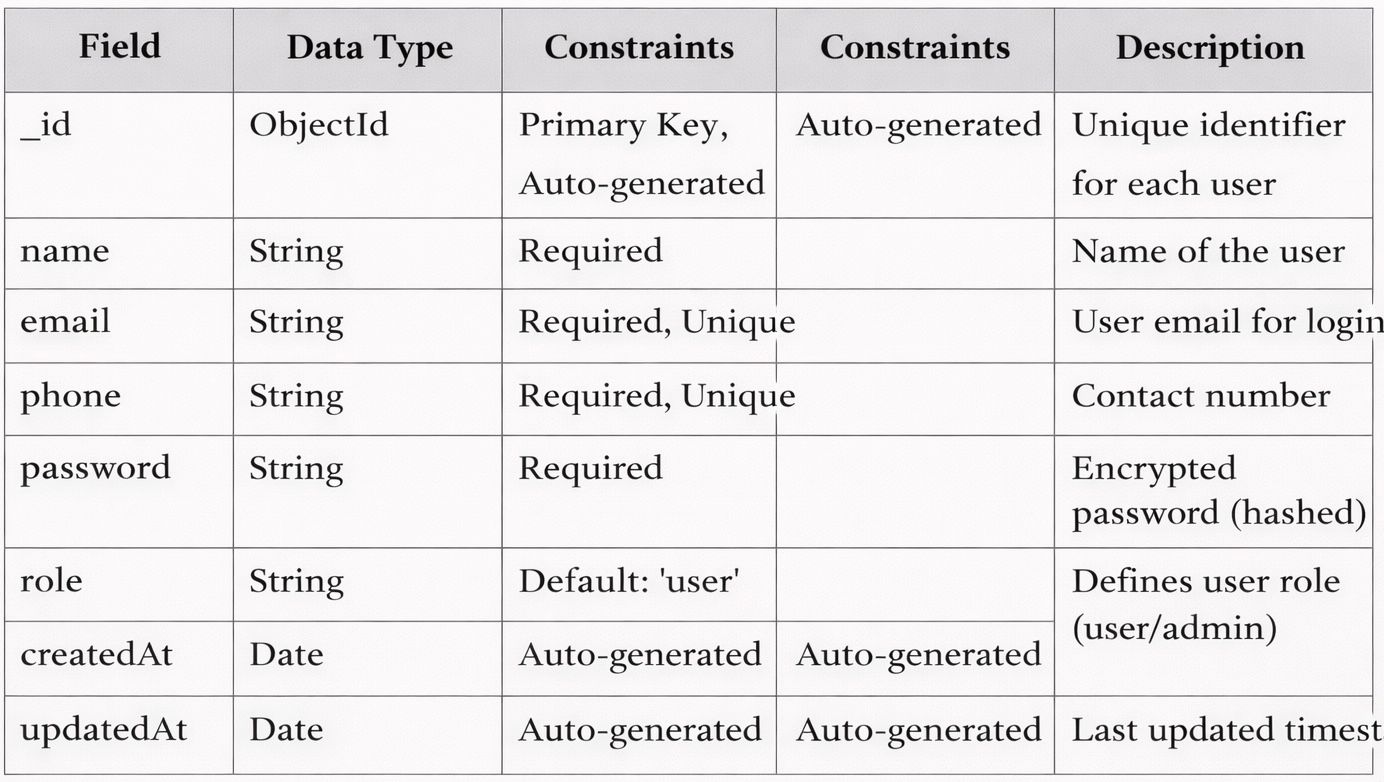 Field Data Type Constraints Constraints Description
_id ObjectId Primary Key, Auto-generated Unique identifier
Auto-generated for each user
name String Required Name of the user
email String Required, Unique User email for login
phone String Required, Unique Contact number
password String Required Encrypted
password (hashed)
role String Default: 'user' Defines user role
(user/admin)
createdAt Date Auto-generated Auto-generated
updatedAt Date Auto-generated Auto-generated Last updated timest